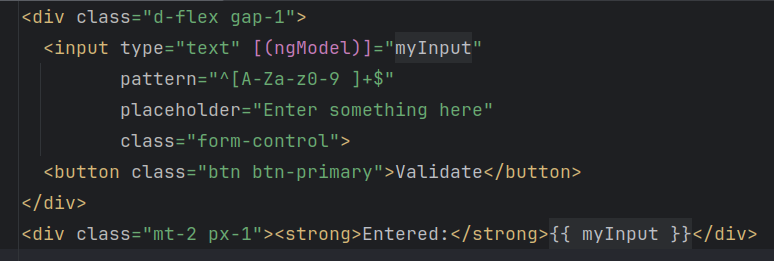 <div class="d-flex gap-1">
  <input type="text" [(ngModel)]="myInput"
         pattern="^[A-Za-z0-9 ]+$"
         placeholder="Enter something here"
         class="form-control">
  <button class="btn btn-primary">Validate</button>
</div>
<div class="mt-2 px-1"><strong>Entered:</strong>{{ myInput }}</div>